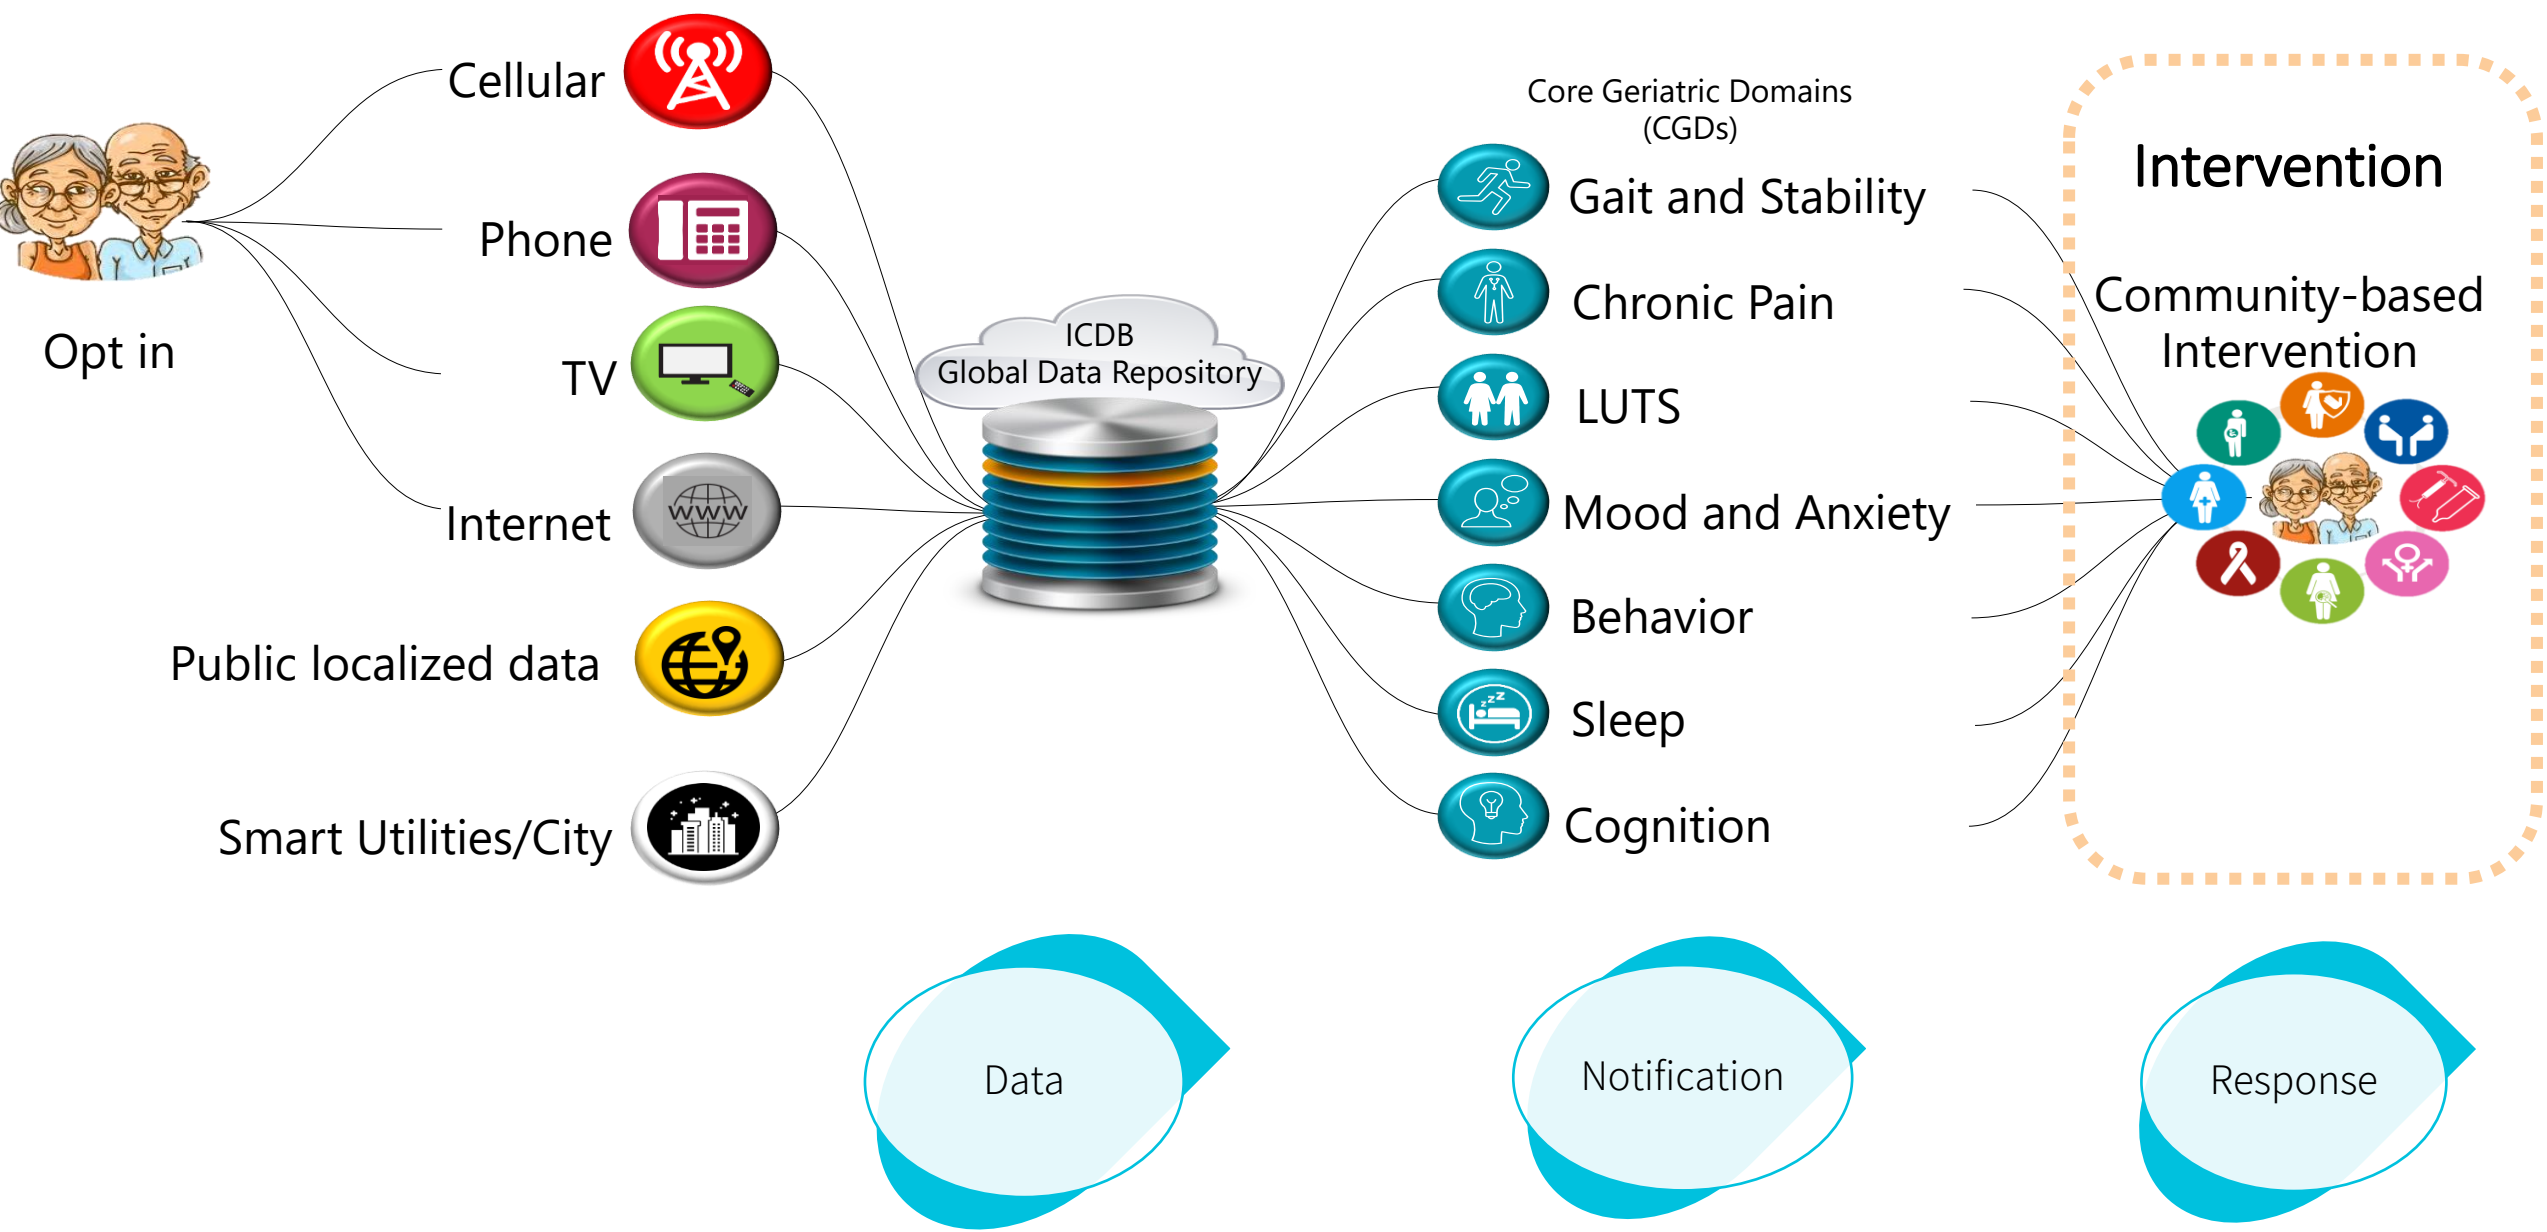 Cellular
Phone
TV
Internet
Public localized data
Smart Utilities/City
Opt in
www
ICDB
Global Data Repository
Core Geriatric Domains
(CGDs)
Gait and Stability
Chronic Pain
LUTS
Mood and Anxiety
Behavior
zzZ
Sleep
Cognition
Intervention
Community-based
Intervention
Data
Notification
Response